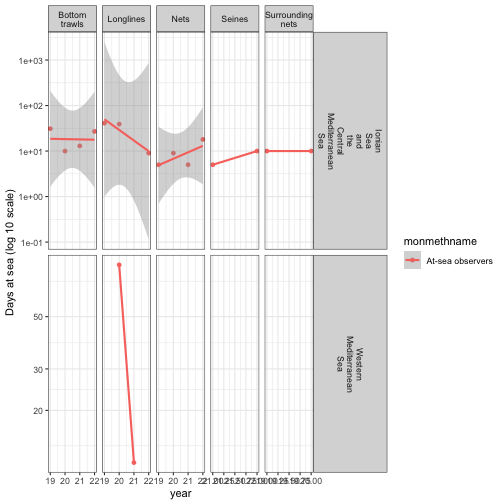 Bottom
trawls
Longlines
Nets
Seines
Surrounding
nets
1e+03
1e+02
1e+01
1e+00
1e-01
Ionian
Sea
and
the
Central
Mediterranean
Sea
50
30
20
Western
Mediterranean
Sea
19 20 21 22
19 20 21 22
19 20 21 22
year
Days at sea (log 10 scale)
monmethname
At-sea observers